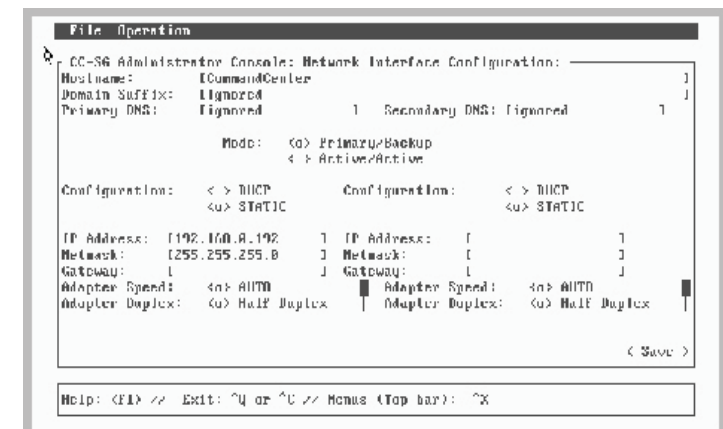 File Operation
CC-SG Administrator Console: Network Interface Configuration:
Hostname: [CommandCenter ]
Domain Suffix: [ignored ]
Primary DNS: [ignored ] Secondary DNS: [ignored ]
Mode: <o> Primary/Backup
< > Active/Active
Configuration: < > DHCP Configuration: < > DHCP
<o> STATIC <o> STATIC
IP Address: [192.168.0.192 ] IP Address: [ ]
Netmask: [255.255.255.0 ] Netmask: [ ]
Gateway: [ ] Gateway: [ ]
Adapter Speed: <o> AUTO Adapter Speed: <o> AUTO
Adapter Duplex: <o> Half Duplex Adapter Duplex: <o> Half Duplex
< Save >
Help: <F1> // Exit: ^Q or ^C // Menus (Top bar): ^X